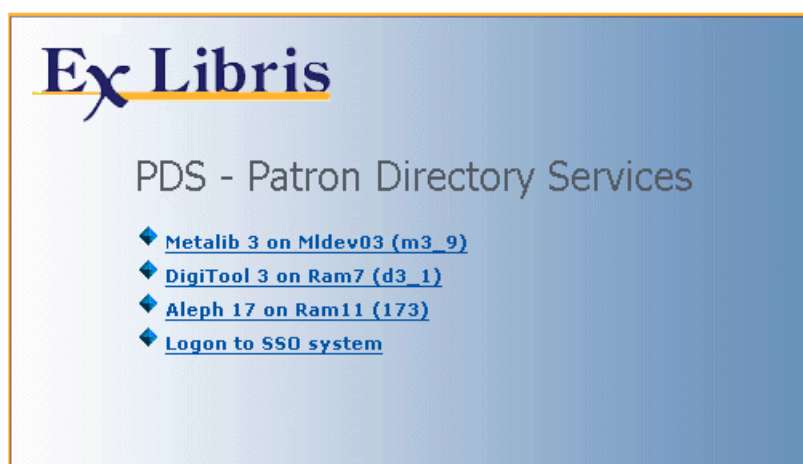 Ex Libris
PDS - Patron Directory Services
Metalib 3 on Mldev03 (m3_9)
DigiTool 3 on Ram7 (d3_1)
Aleph 17 on Ram11 (173)
Logon to SSO system